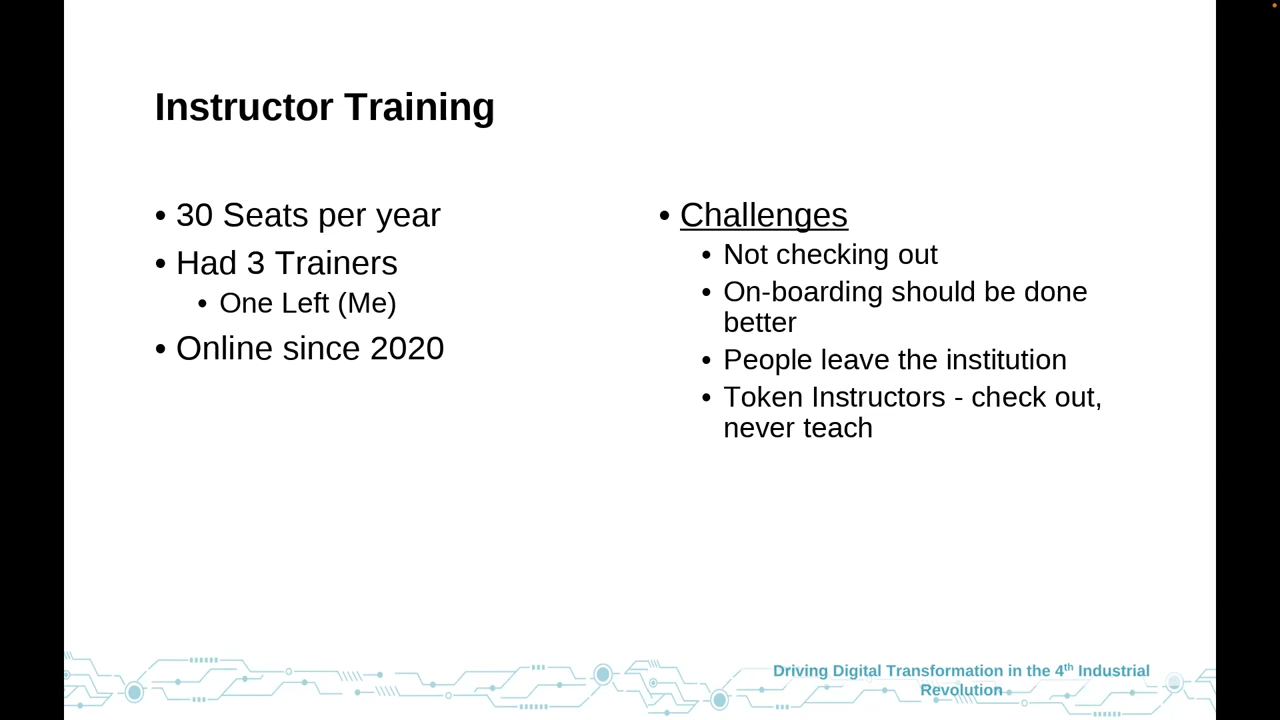 Instructor Training
• 30 Seats per year
• Had 3 Trainers
• One Left (Me)
• Online since 2020
• Challenges
• Not checking out
• On-boarding should be done
better
• People leave the institution
• Token Instructors - check out,
never teach
Driving Digital Transformation in the 4th Industrial
Revolution